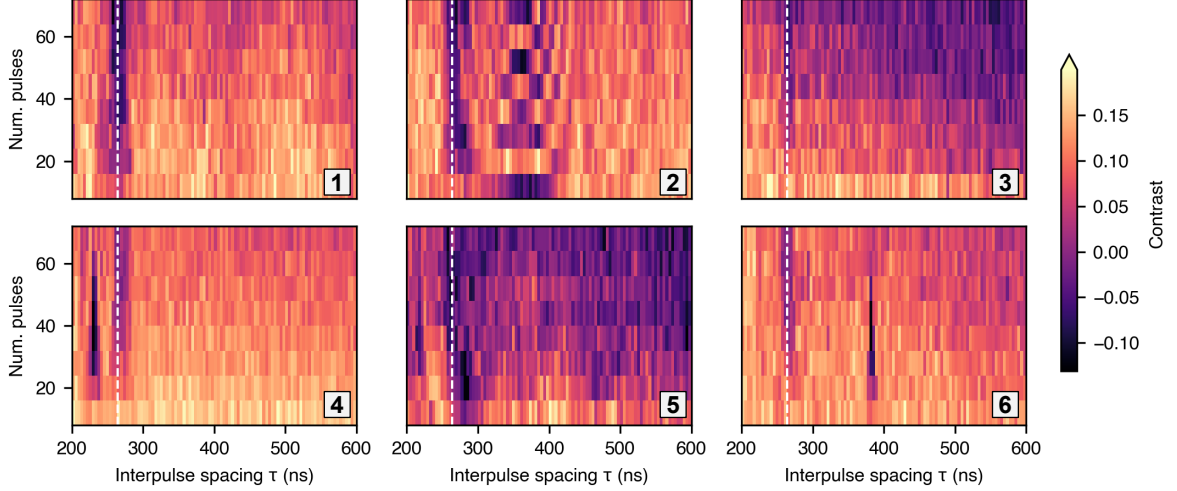 Num. pulses
60
40
20
1
2
3
0.15
0.10
0.05
0.00
−0.05
−0.10
Contrast
Num. pulses
60
40
20
4
5
6
200 300 400 500 600
200 300 400 500 600
200 300 400 500 600
Interpulse spacing τ (ns)
Interpulse spacing τ (ns)
Interpulse spacing τ (ns)